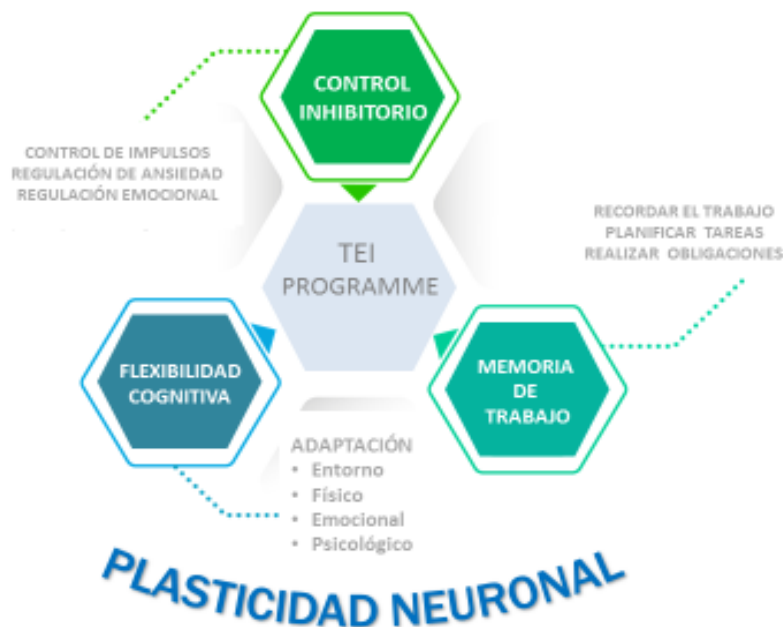 CONTROL
INHIBITORIO
CONTROL DE IMPULSOS
REGULACIÓN DE ANSIEDAD
REGULACIÓN EMOCIONAL
TEI
PROGRAMME
RECORDAR EL TRABAJO
PLANIFICAR TAREAS
REALIZAR OBLIGACIONES
FLEXIBILIDAD
COGNITIVA
MEMORIA
DE
TRABAJO
ADAPTACIÓN
• Entorno
• Físico
• Emocional
• Psicológico
PLASTICIDAD NEURONAL